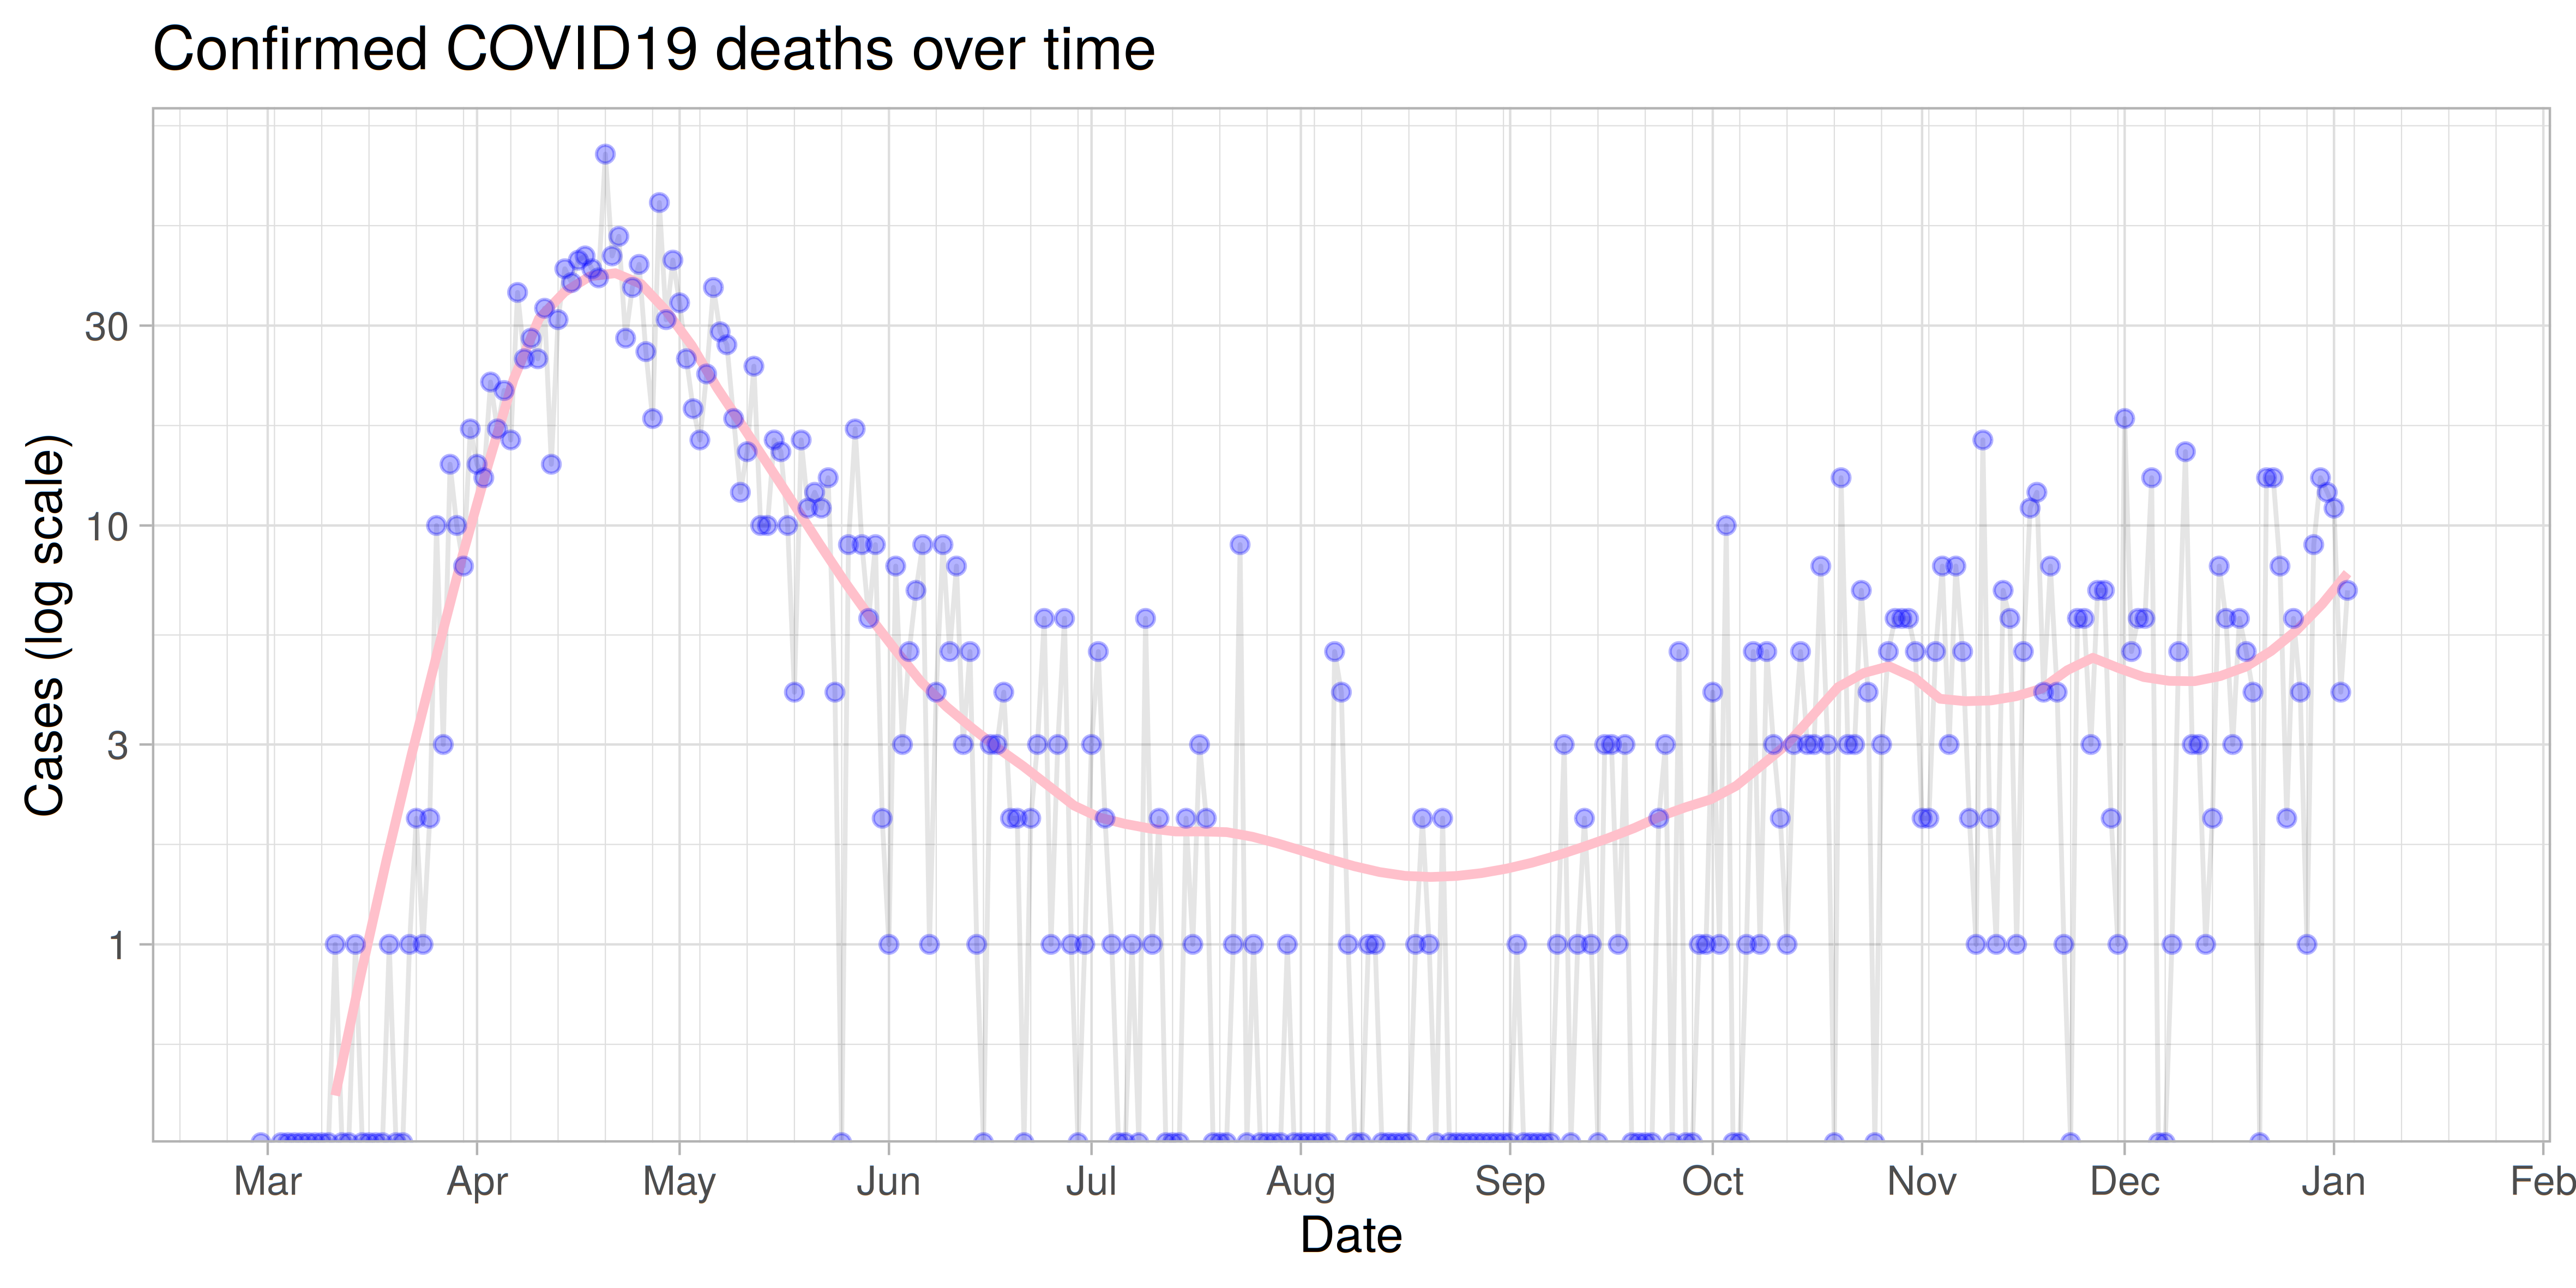 Confirmed COVID19 deaths over time
Cases (log scale)
30
10
3
1
Mar Apr May Jun Jul Aug Sep Oct Nov Dec Jan Feb
Date